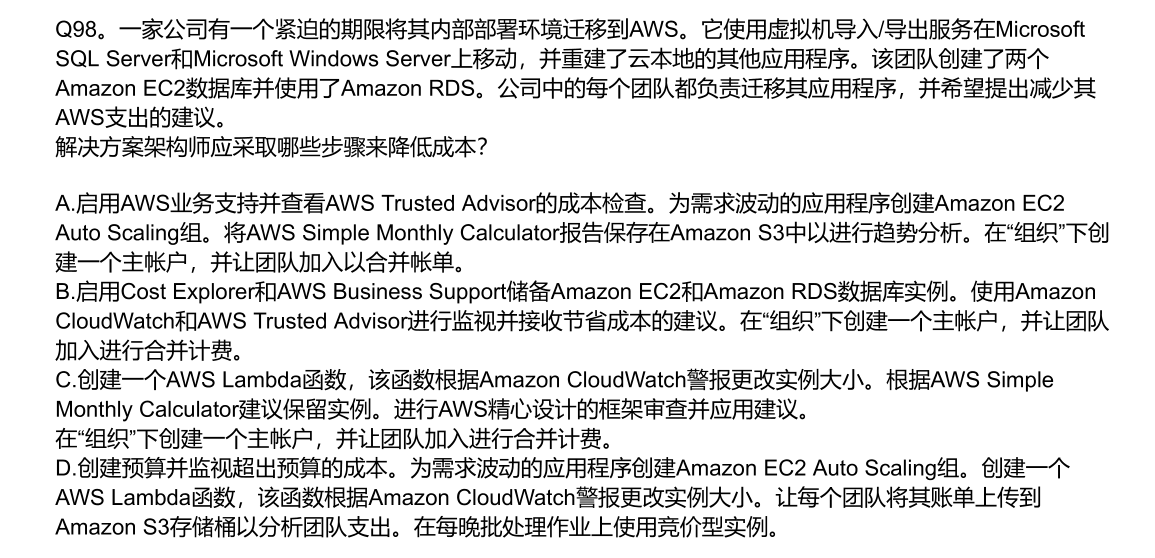 Q98。一家公司有一个紧迫的期限将其内部部署环境迁移到AWS。它使用虚拟机导入/导出服务在Microsoft
SQL Server和Microsoft Windows Server上移动，并重建了云本地的其他应用程序。该团队创建了两个
Amazon EC2数据库并使用了Amazon RDS。公司中的每个团队都负责迁移其应用程序，并希望提出减少其
AWS支出的建议。
解决方案架构师应采取哪些步骤来降低成本？
A.启用AWS业务支持并查看AWS Trusted Advisor的成本检查。为需求波动的应用程序创建Amazon EC2
Auto Scaling组。将AWS Simple Monthly Calculator报告保存在Amazon S3中以进行趋势分析。在“组织”下创
建一个主帐户，并让团队加入以合并帐单。
B.启用Cost Explorer和AWS Business Support储备Amazon EC2和Amazon RDS数据库实例。使用Amazon
CloudWatch和AWS Trusted Advisor进行监视并接收节省成本的建议。在“组织”下创建一个主帐户，并让团队
加入进行合并计费。
C.创建一个AWS Lambda函数，该函数根据Amazon CloudWatch警报更改实例大小。根据AWS Simple
Monthly Calculator建议保留实例。进行AWS精心设计的框架审查并应用建议。
在“组织”下创建一个主帐户，并让团队加入进行合并计费。
D.创建预算并监视超出预算的成本。为需求波动的应用程序创建Amazon EC2 Auto Scaling组。创建一个
AWS Lambda函数，该函数根据Amazon CloudWatch警报更改实例大小。让每个团队将其账单上传到
Amazon S3存储桶以分析团队支出。在每晚批处理作业上使用竞价型实例。